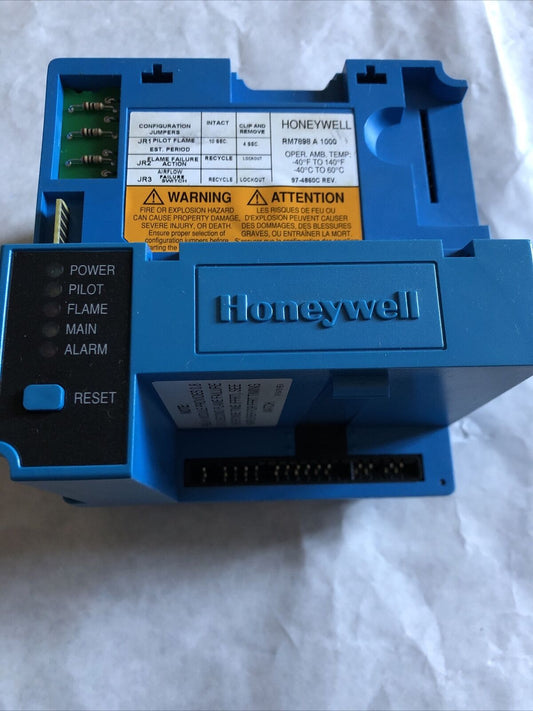 CONFIGURATION JUMPERS INTACT CLIP AND REMOVE
JR1 PILOT FLAME EST. PERIOD 10 SEC. 4 SEC.
JR2 FLAME FAILURE ACTION RECYCLE LOCKOUT
JR3 AIRFLOW FAILURE SWITCH RECYCLE LOCKOUT
HONEYWELL
RM7898 A 1000
OPER. AMB. TEMP:
-40°F TO 140°F
-40°C TO 60°C
97-4860C REV.
WARNING
FIRE OR EXPLOSION HAZARD
CAN CAUSE PROPERTY DAMAGE,
SEVERE INJURY, OR DEATH.
Ensure proper selection of
configuration jumpers before
ATTENTION
LES RISQUES DE FEU OU
D'EXPLOSION PEUVENT CAUSER
DES DOMMAGES, DES BLESSURES
GRAVES, OU ENTRAÎNER LA MORT
POWER
PILOT
FLAME
MAIN
ALARM
RESET
Honeywell